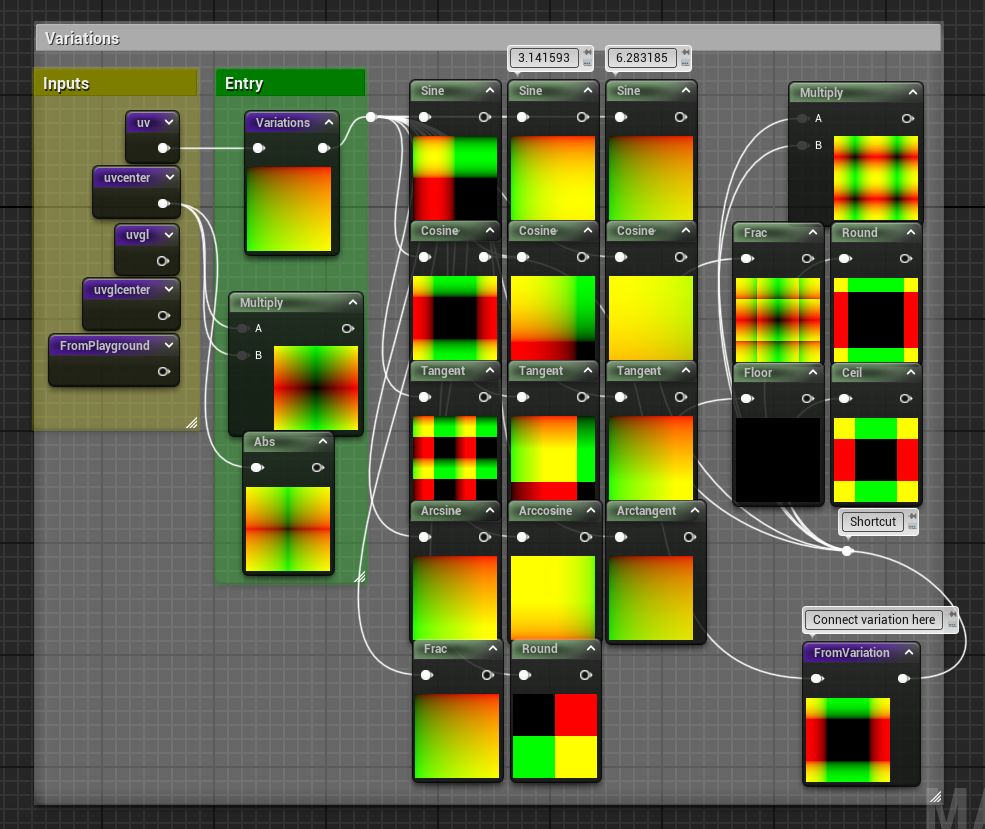 Variations
3.141593
6.283185
Inputs
Entry
uv
uvcenter
uvgl
uvglcenter
FromPlayground
Variations
Multiply
A
B
Abs
Sine
Sine
Sine
Cosine
Cosine
Cosine
Tangent
Tangent
Tangent
Arcsine
Arccosine
Arctangent
Frac
Round
Multiply
A
B
Frac
Round
Floor
Ceil
Shortcut
Connect variation here
FromVariation